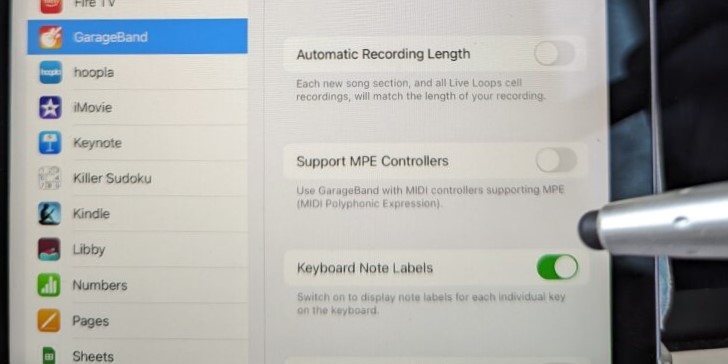 Fire TV
GarageBand
hoopla
hoopla
iMovie
Keynote
Killer Sudoku
Kindle
Libby
Numbers
Pages
Sheets
Automatic Recording Length
Each new song section, and all Live Loops cell
recordings, will match the length of your recording.
Support MPE Controllers
Use GarageBand with MIDI controllers supporting MPE
(MIDI Polyphonic Expression).
Keyboard Note Labels
Switch on to display note labels for each individual key
on the keyboard.